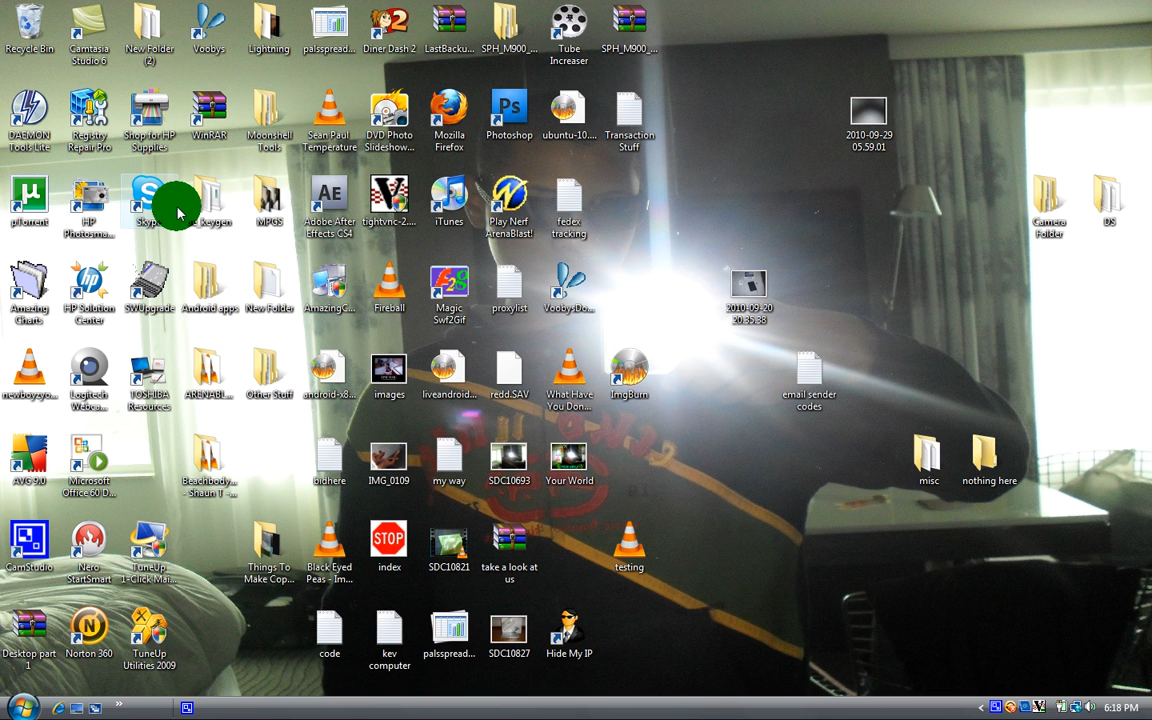 Recycle Bin
Camtasia
Studio 6
New Folder
(2)
Voobys
Lightning
palsspread...
Diner Dash 2
LastBacku...
SPH_M900_...
Tube
Increaser
SPH_M900_...
DAEMON
Tools Lite
Registry
Repair Pro
Shop for HP
Supplies
WinRAR
Moonshell
Tools
Sean Paul
Temperature
DVD Photo
Slideshow...
Mozilla
Firefox
Ps
Photoshop
ubuntu-10....
Transaction
Stuff
2010-09-29
05.59.01
µTorrent
HP
Photosma...
MPGS
AE
Adobe After
Effects CS4
tightvnc-2....
iTunes
Play Nerf
ArenaBlast!
fedex
tracking
Camera
Folder
DS
Amazing
Charts
HP Solution
Center
SWUpgrade
Android apps
New Folder
AmazingC...
Fireball
Magic
Swf2Gif
proxylist
VoobysDo...
2010-09-20
20.35.38
newboyzyo...
Logitech
Webca...
TOSHIBA
Resources
ARENABL...
Other Stuff
android-x8...
images
liveandroid...
redd.SAV
What Have
You Don...
ImgBurn
email sender
codes
AVG 9.0
Microsoft
Office 60 D...
Beachbody...
- Shaun T -...
bidhere
IMG_0109
my way
SDC10693
Your World
misc
nothing here
CamStudio
Nero
StartSmart
TuneUp
1-Click Mai...
Things To
Make Cop...
Black Eyed
Peas - Im...
STOP
index
SDC10821
take a look at
us
testing
Desktop part
1
Norton 360
TuneUp
Utilities 2009
code
kev
computer
palsspread...
SDC10827
Hide My IP
6:18 PM